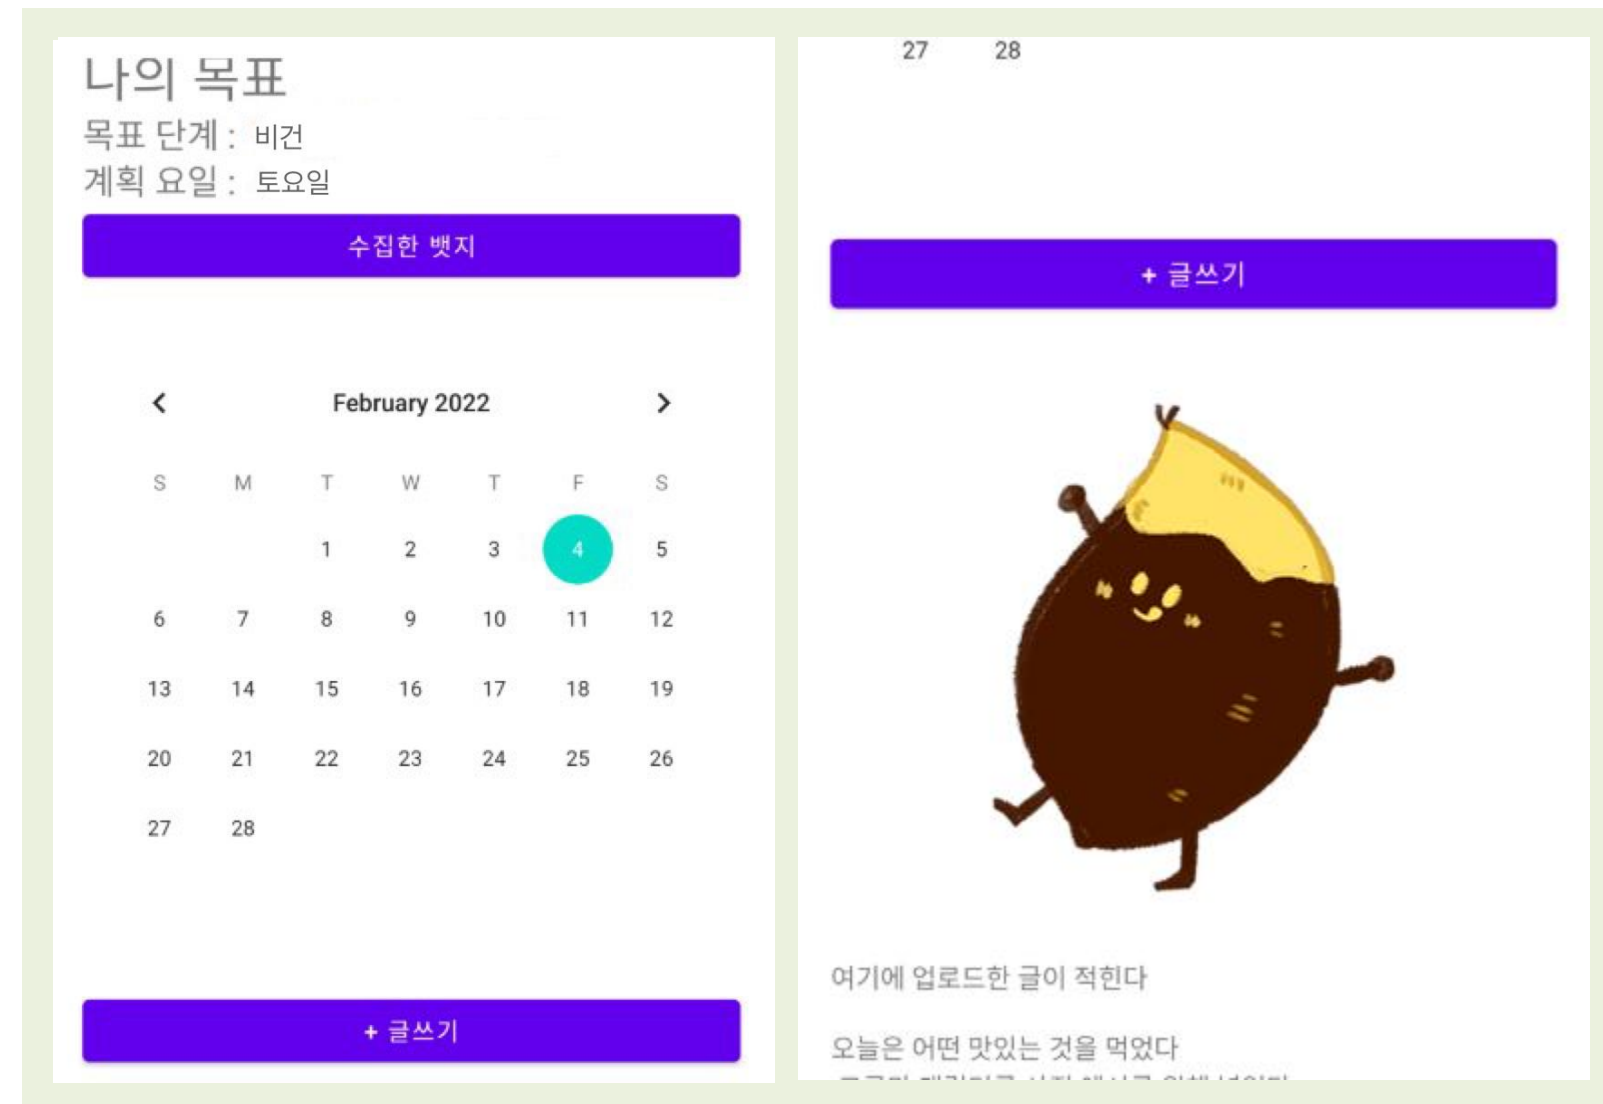 나의 목표
목표 단계 : 비건
계획 요일 : 토요일
수집한 뱃지
February 2022
S M T W T F S
1 2 3 4 5
6 7 8 9 10 11 12
13 14 15 16 17 18 19
20 21 22 23 24 25 26
27 28
+ 글쓰기
27 28
+ 글쓰기
여기에 업로드한 글이 적힌다
오늘은 어떤 맛있는 것을 먹었다